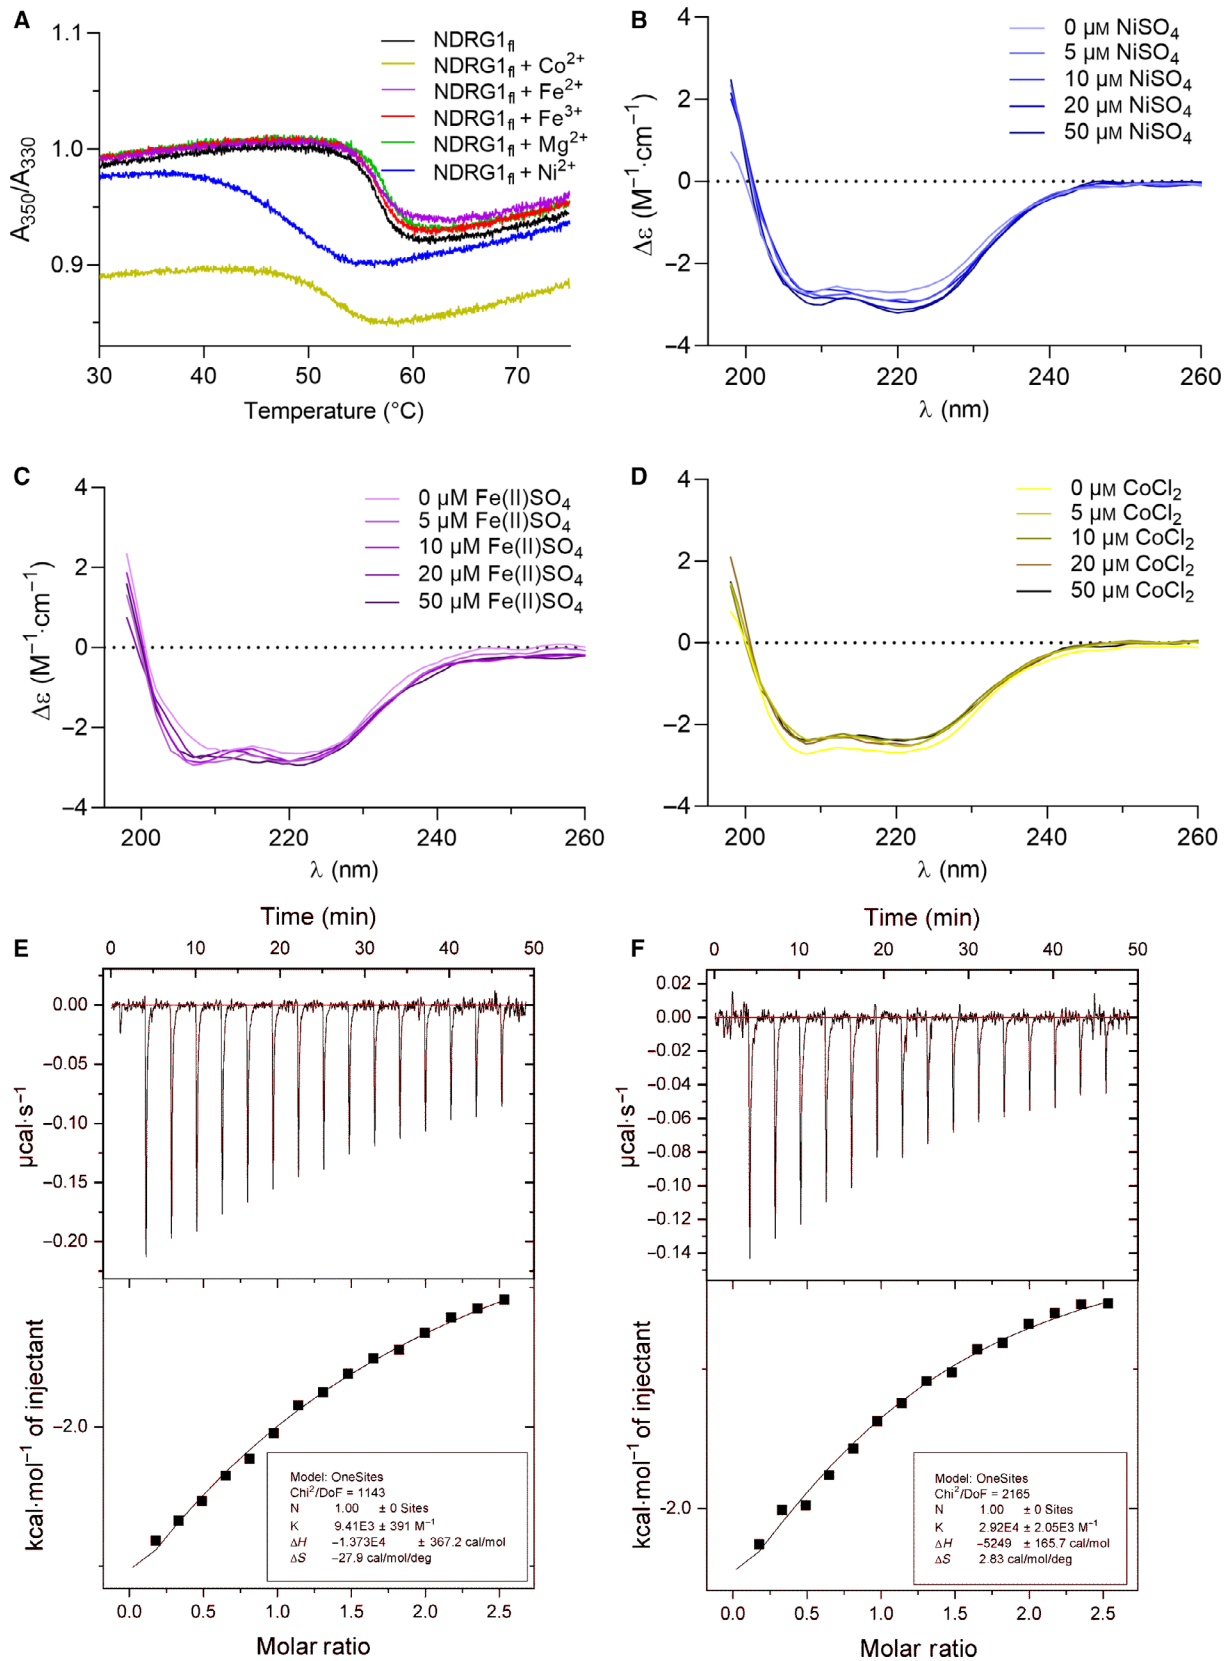 A
1.1
1.0
0.9
A350/A330
30 40 50 60 70
Temperature (°C)
NDRG1fl
NDRG1fl + Co2+
NDRG1fl + Fe2+
NDRG1fl + Fe3+
NDRG1fl + Mg2+
NDRG1fl + Ni2+
B
4
2
0
−2
−4
Δε (M−1·cm−1)
200 220 240 260
λ (nm)
0 µM NiSO4
5 µM NiSO4
10 µM NiSO4
20 µM NiSO4
50 µM NiSO4
C
4
2
0
−2
−4
Δε (M−1·cm−1)
200 220 240 260
λ (nm)
0 µM Fe(II)SO4
5 µM Fe(II)SO4
10 µM Fe(II)SO4
20 µM Fe(II)SO4
50 µM Fe(II)SO4
D
4
2
0
−2
−4
Δε (M−1·cm−1)
200 220 240 260
λ (nm)
0 µM CoCl2
5 µM CoCl2
10 µM CoCl2
20 µM CoCl2
50 µM CoCl2
E
Time (min)
0 10 20 30 40 50
0.00
−0.05
−0.10
−0.15
−0.20
µcal·s−1
−2.0
kcal·mol−1 of injectant
Model: OneSites
Chi2/DoF = 1143
N 1.00 ± 0 Sites
K 9.41E3 ± 391 M−1
ΔH −1.373E4 ± 367.2 cal/mol
ΔS −27.9 cal/mol/deg
0.0 0.5 1.0 1.5 2.0 2.5
Molar ratio
F
Time (min)
0 10 20 30 40 50
0.02
0.00
−0.02
−0.04
−0.06
−0.08
−0.10
−0.12
−0.14
µcal·s−1
-2.0
kcal·mol−1 of injectant
Model: OneSites
Chi2/DoF = 2165
N 1.00 ± 0 Sites
K 2.92E4 ± 2.05E3 M−1
ΔH −5249 ± 165.7 cal/mol
ΔS 2.83 cal/mol/deg
0.0 0.5 1.0 1.5 2.0 2.5
Molar ratio